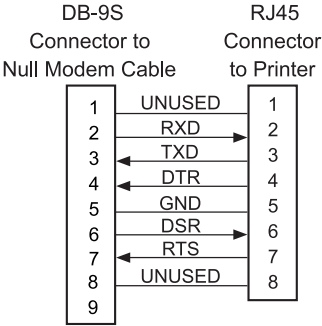 DB-9S RJ45
Connector to Connector
Null Modem Cable to Printer
1 UNUSED 1
2 RXD 2
3 TXD 3
4 DTR 4
5 GND 5
6 DSR 6
7 RTS 7
8 UNUSED 8
9